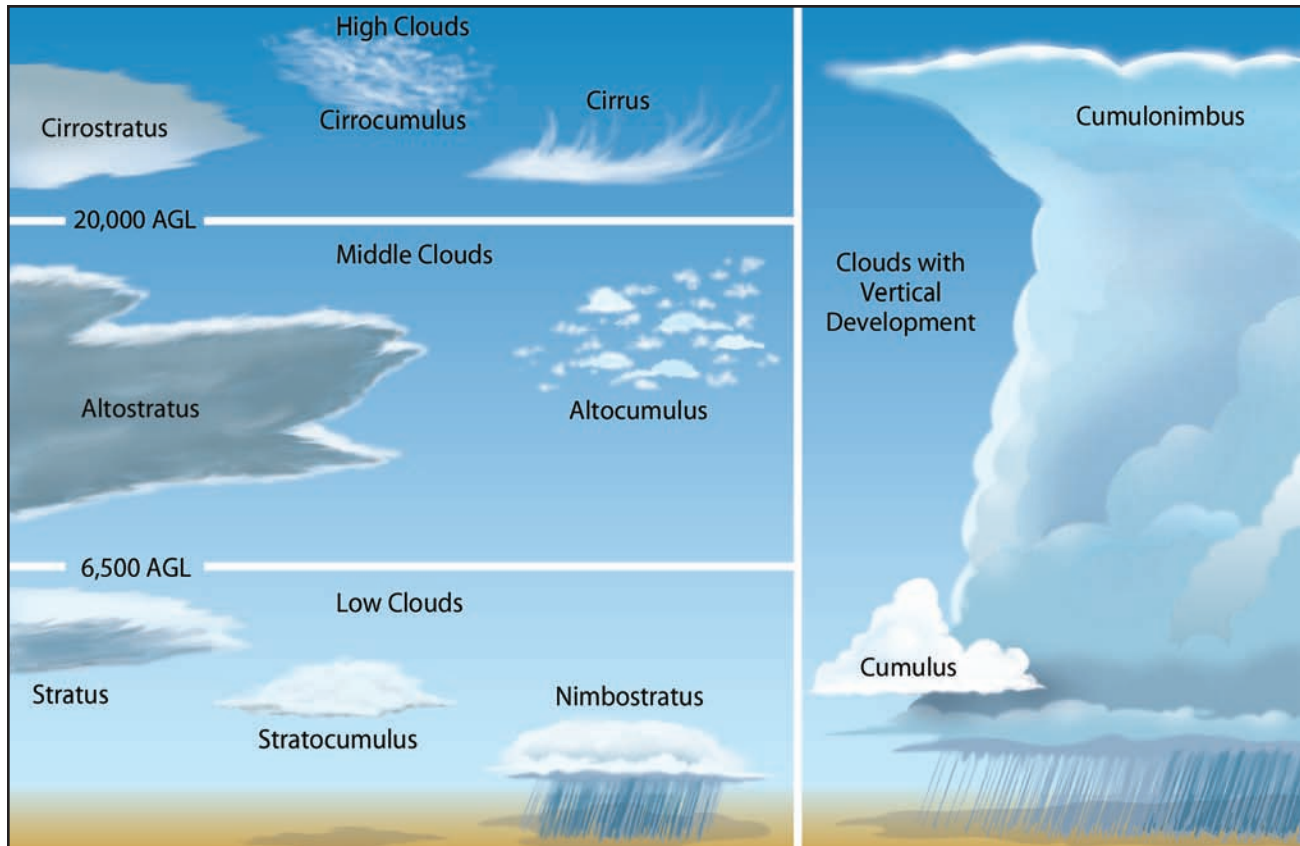 High Clouds
Cirrostratus
Cirrocumulus
Cirrus
20,000 AGL
Middle Clouds
Altostratus
Altocumulus
6,500 AGL
Low Clouds
Stratus
Stratocumulus
Nimbostratus
Cumulonimbus
Clouds with
Vertical
Development
Cumulus